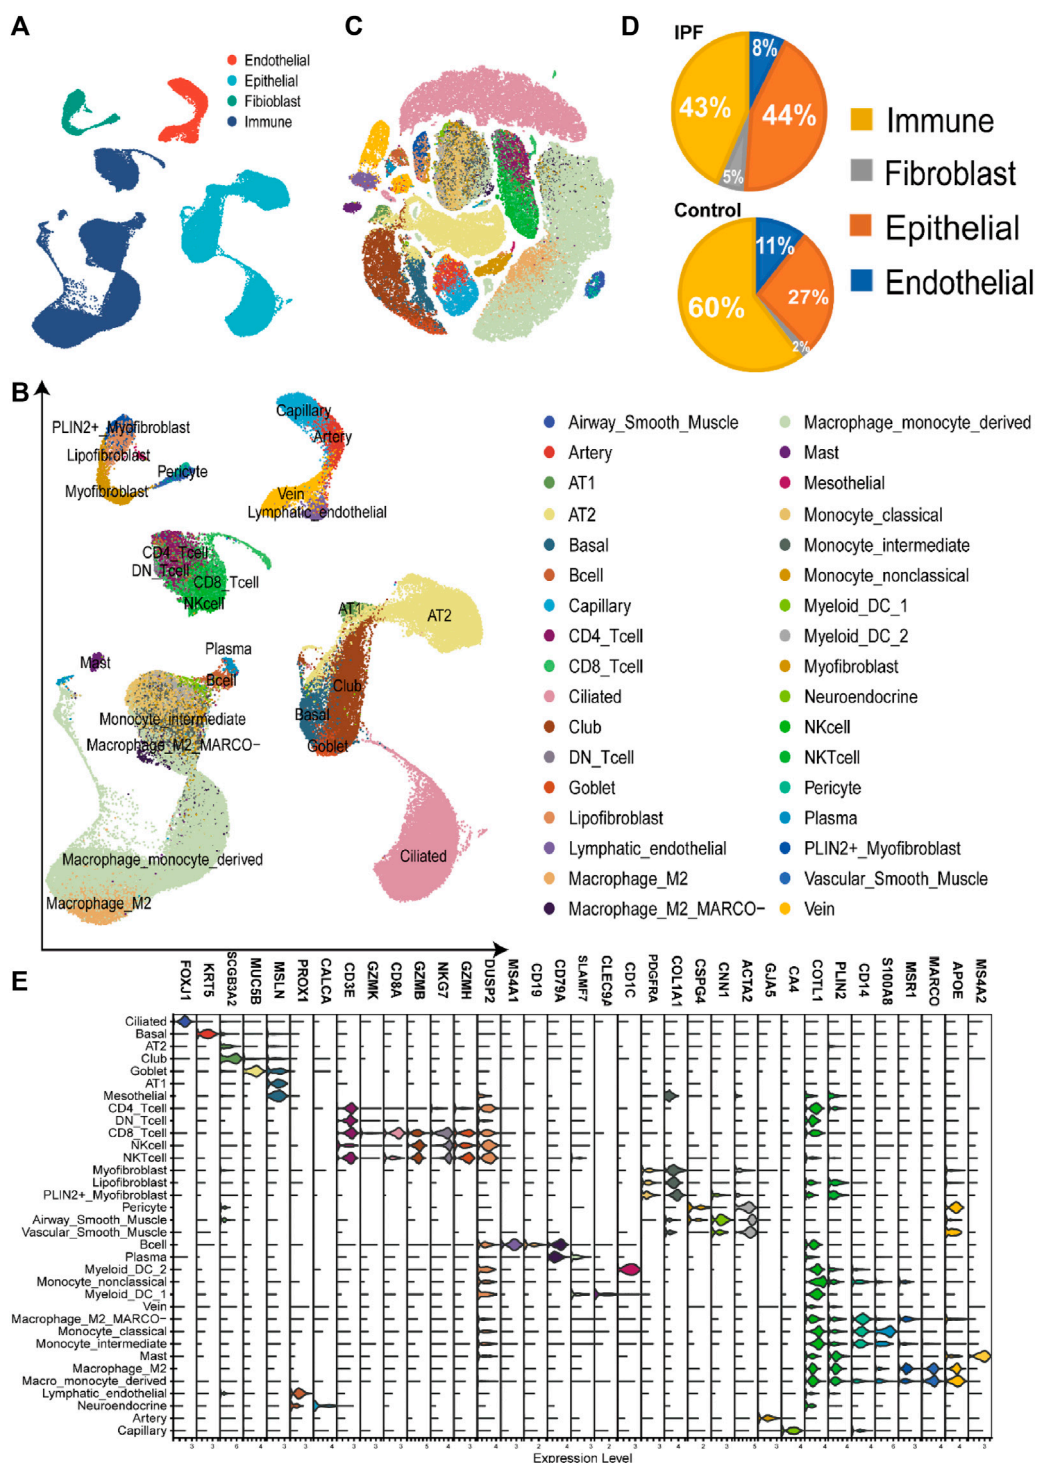 A
Endothelial
Epithelial
Fibioblast
Immune
C
D
IPF
8%
43%
44%
5%
Control
11%
60%
27%
2%
Immune
Fibroblast
Epithelial
Endothelial
B
Capillary
PLIN2+_Myofibroblast
Artery
Lipofibroblast
Pericyte
Myofibroblast
Vein
Lymphatic_endothelial
CD4_Tcell
DN_Tcell
CD8_Tcell
NKcell
AT1
AT2
Plasma
Mast
Bcell
Club
Monocyte_intermediate
Basal
Macrophage_M2_MARCO−
Goblet
Macrophage_monocyte_derived
Ciliated
Macrophage_M2
Airway_Smooth_Muscle
Artery
AT1
AT2
Basal
Bcell
Capillary
CD4_Tcell
CD8_Tcell
Ciliated
Club
DN_Tcell
Goblet
Lipofibroblast
Lymphatic_endothelial
Macrophage_M2
Macrophage_M2_MARCO−
Macrophage_monocyte_derived
Mast
Mesothelial
Monocyte_classical
Monocyte_intermediate
Monocyte_nonclassical
Myeloid_DC_1
Myeloid_DC_2
Myofibroblast
Neuroendocrine
NKcell
NKTcell
Pericyte
Plasma
PLIN2+_Myofibroblast
Vascular_Smooth_Muscle
Vein
E
FOXJ1
KRT5
SCGB3A2
MUC5B
MSLN
PROX1
CALCA
CD3E
GZMK
CD8A
GZMB
NKG7
GZMH
DUSP2
MS4A1
CD19
CD79A
SLAMF7
CLEC9A
CD1C
PDGFRA
COL1A1
CSPG4
CNN1
ACTA2
GJA5
CA4
COTL1
PLIN2
CD14
S100A8
MSR1
MARCO
APOE
MS4A2
Ciliated
Basal
AT2
Club
Goblet
AT1
Mesothelial
CD4_Tcell
DN_Tcell
CD8_Tcell
NKcell
NKTcell
Myofibroblast
Lipofibroblast
PLIN2+_Myofibroblast
Pericyte
Airway_Smooth_Muscle
Vascular_Smooth_Muscle
Bcell
Plasma
Myeloid_DC_2
Monocyte_nonclassical
Myeloid_DC_1
Vein
Macrophage_M2_MARCO−
Monocyte_classical
Monocyte_intermediate
Mast
Macrophage_M2
Macro_monocyte_derived
Lymphatic_endothelial
Neuroendocrine
Artery
Capillary
Expression Level